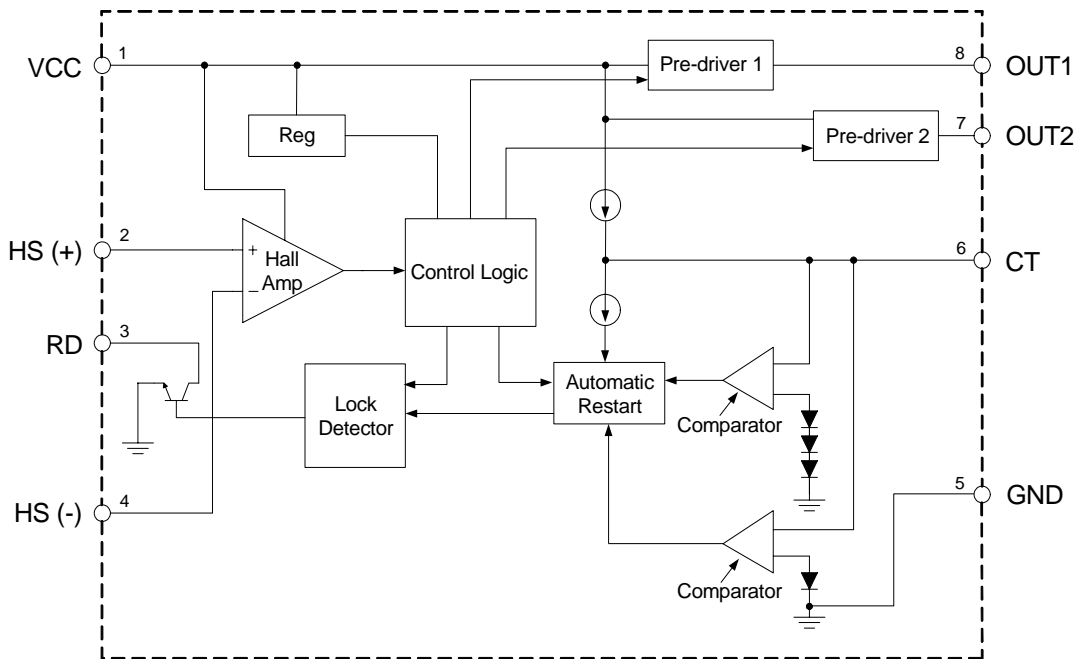 VCC
1
Pre-driver 1
8
OUT1
Reg
Pre-driver 2
7
OUT2
HS (+)
2
+
Hall
Amp
−
Control Logic
6
CT
RD
3
Lock
Detector
Automatic
Restart
Comparator
HS (-)
4
5
GND
Comparator